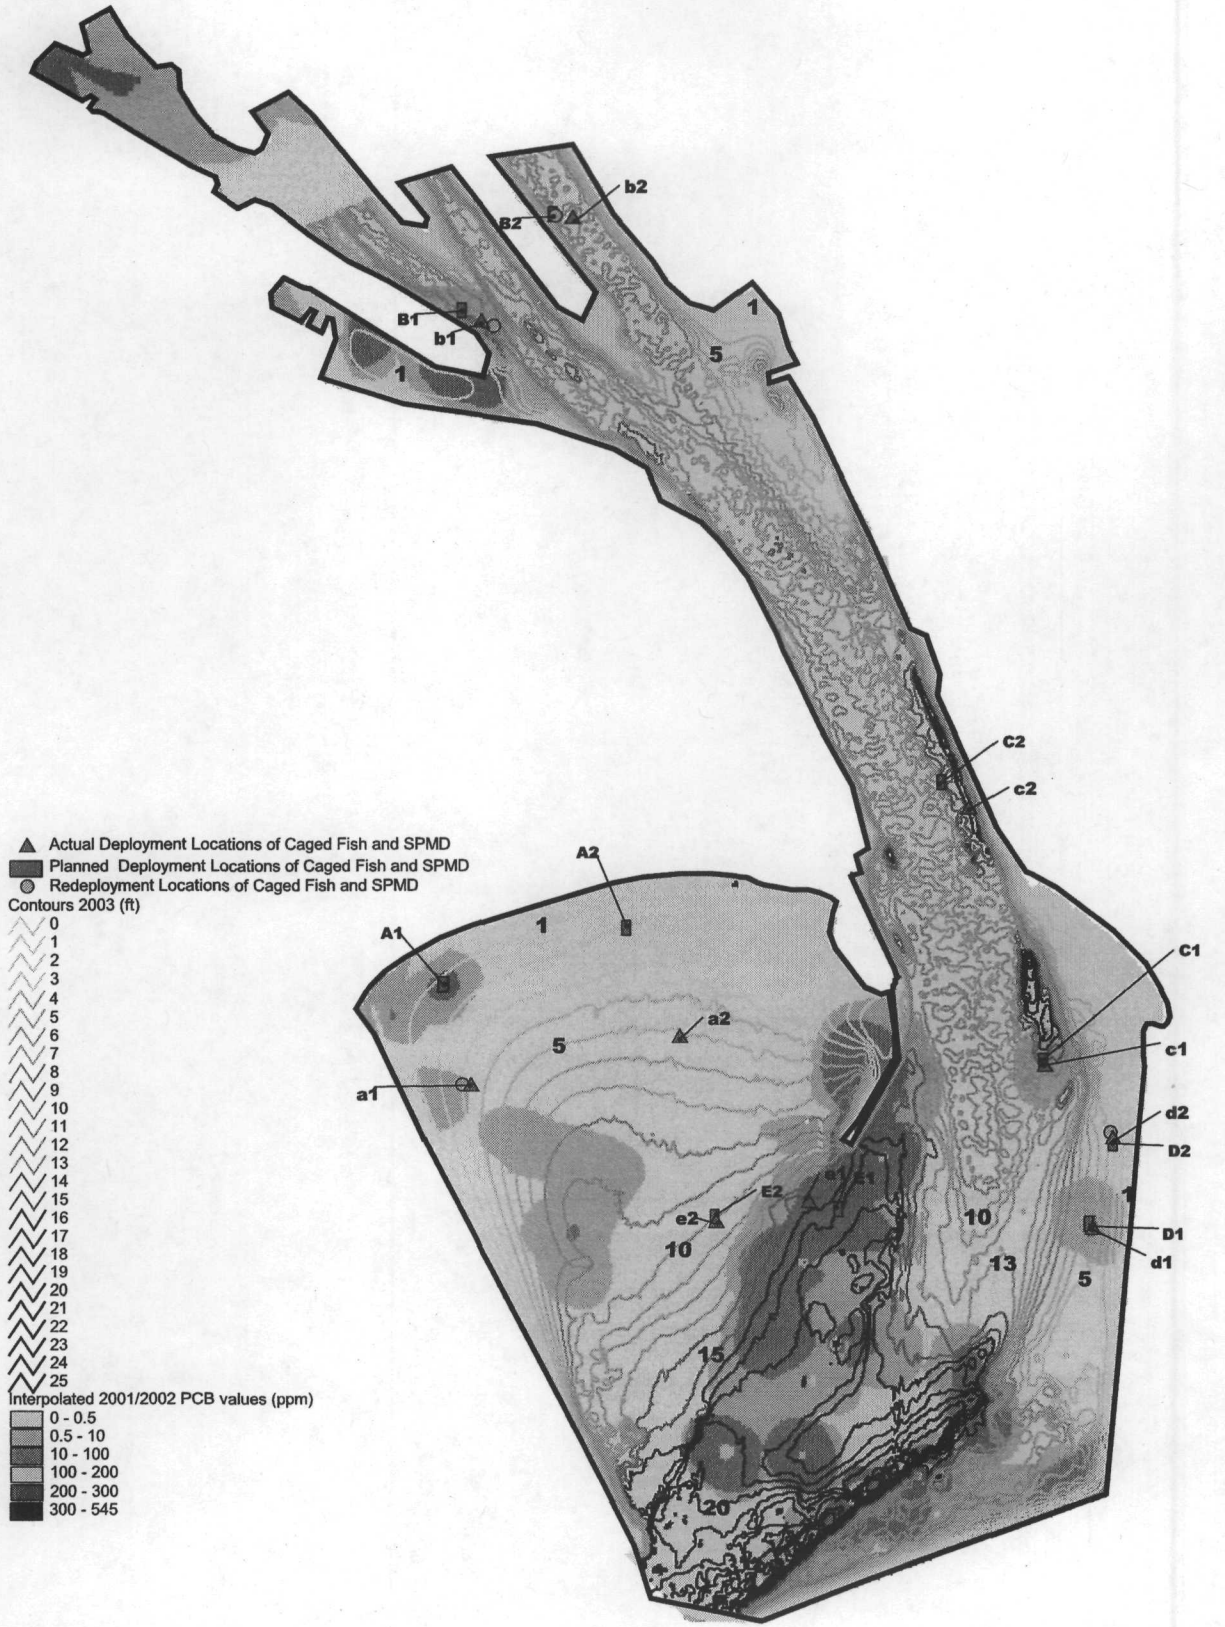 b2
B2
1
B1
b1
5
1
C2
c2
Actual Deployment Locations of Caged Fish and SPMD
Planned Deployment Locations of Caged Fish and SPMD
Redeployment Locations of Caged Fish and SPMD
Contours 2003 (ft)
0
1
2
3
4
5
6
7
8
9
10
11
12
13
14
15
16
17
18
19
20
21
22
23
24
25
Interpolated 2001/2002 PCB values (ppm)
0 - 0.5
0.5 - 10
10 - 100
100 - 200
200 - 300
300 - 545
A2
A1
1
C1
a2
5
c1
a1
d2
D2
E2
e1
E1
1
e2
10
10
D1
13
d1
5
15
20